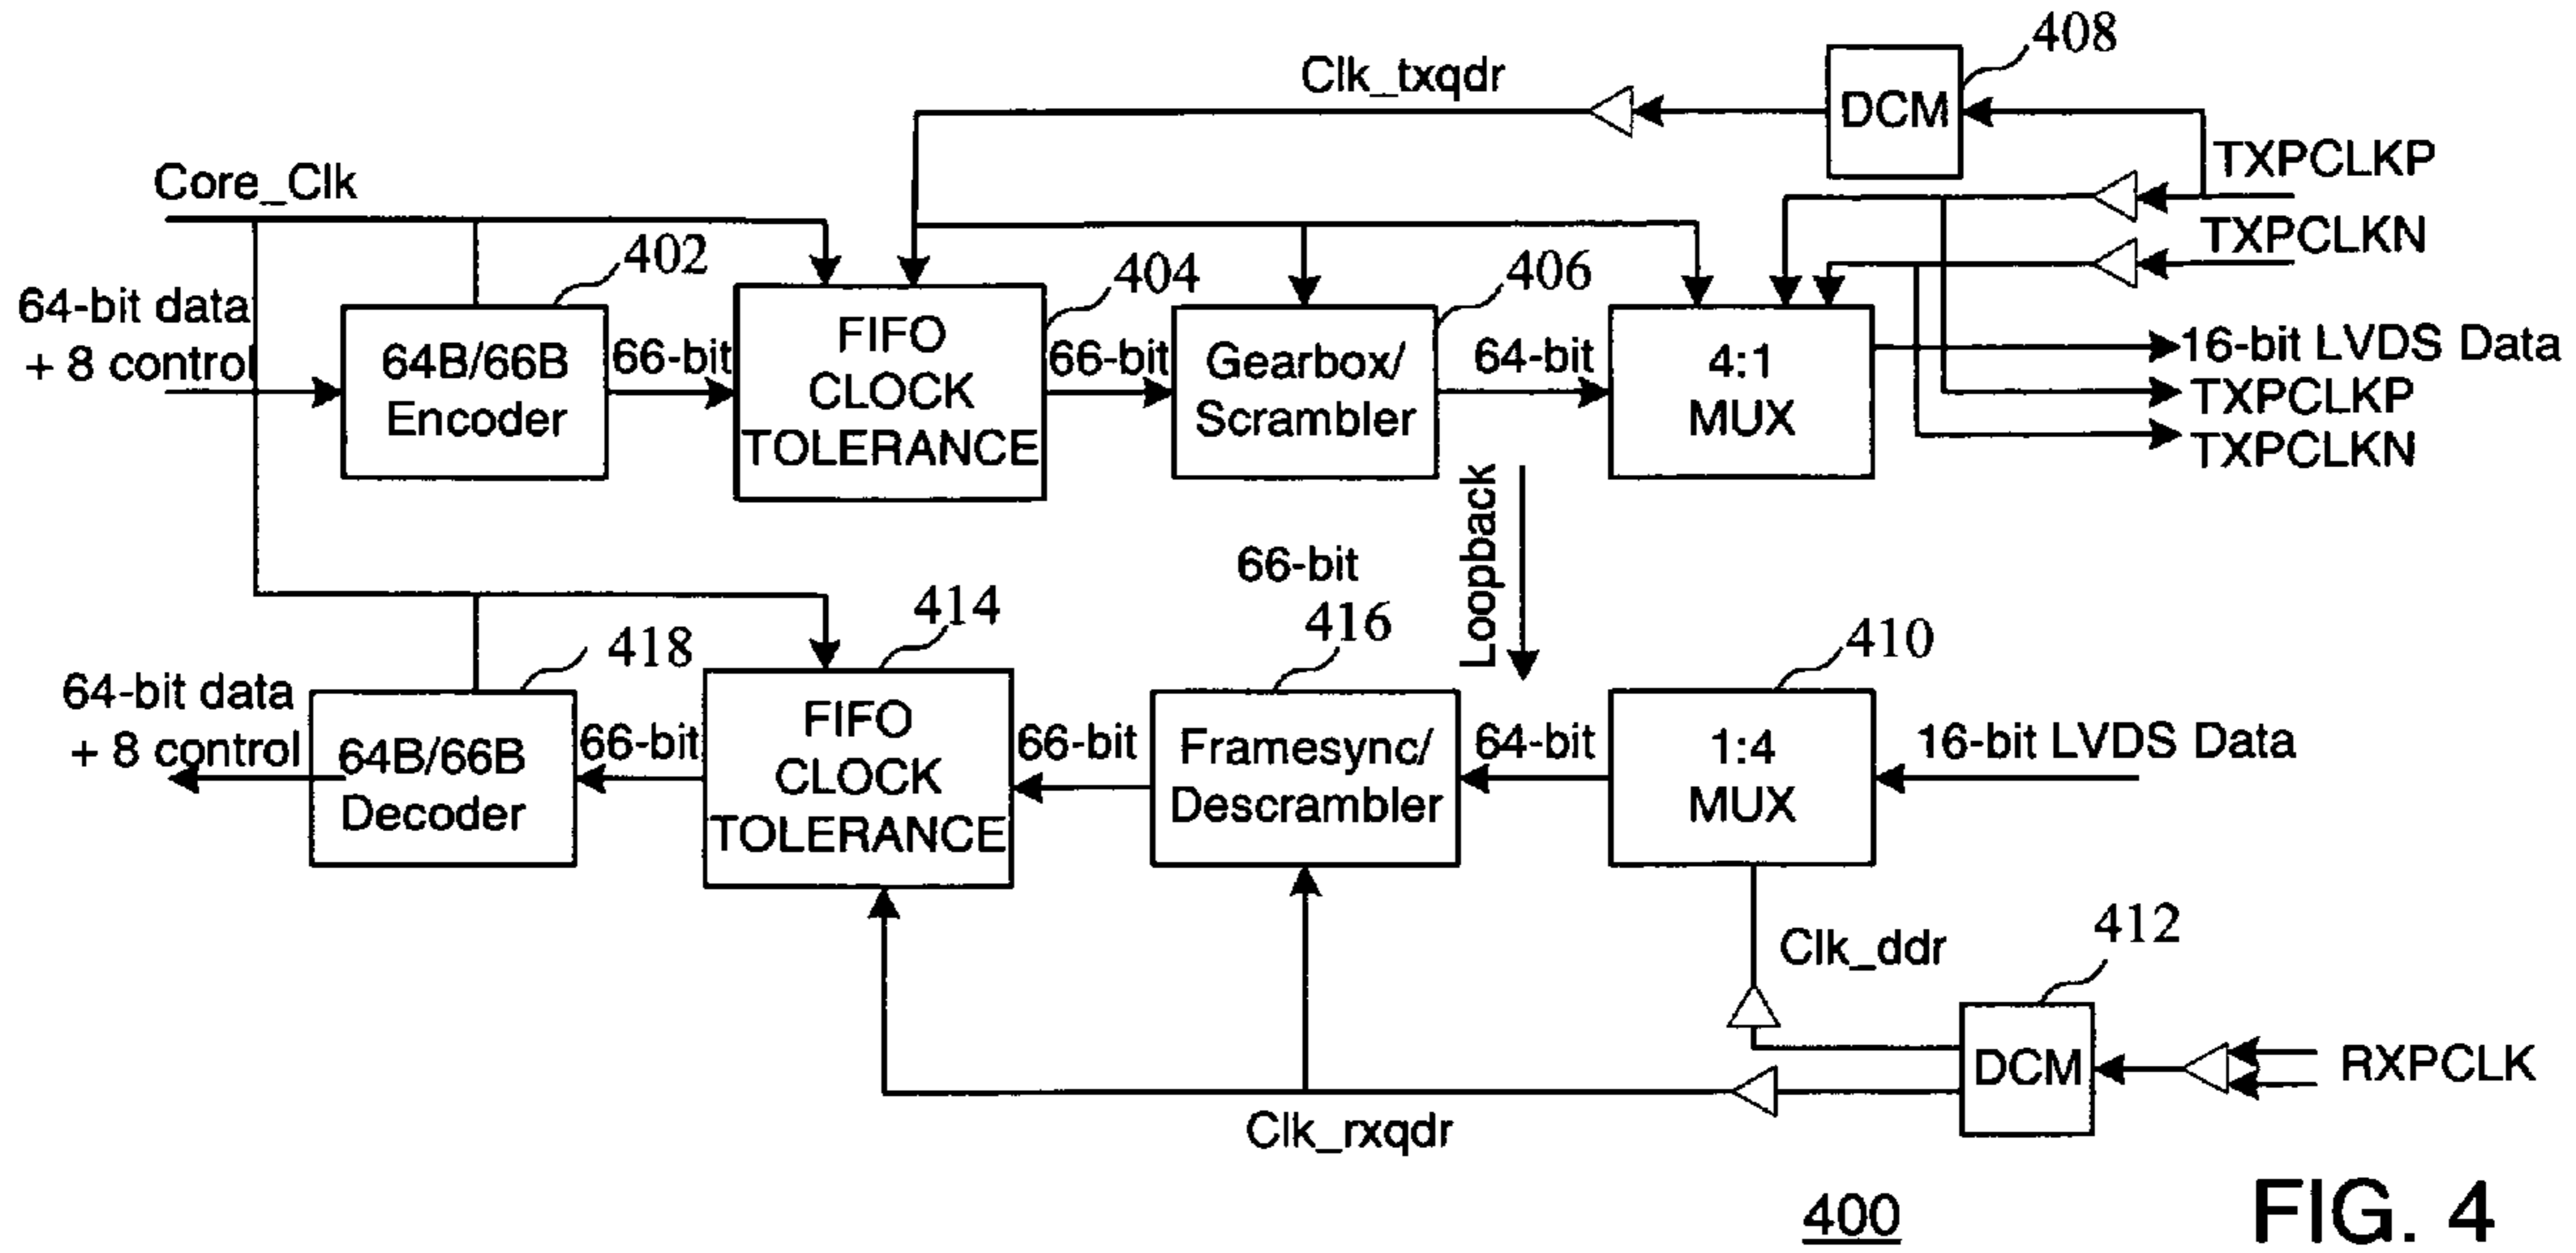 408
Clk_txqdr
DCM
TXPCLKP
Core_Clk
TXPCLKN
402
404
406
64-bit data
+ 8 control
64B/66B
Encoder
66-bit
FIFO
CLOCK
TOLERANCE
66-bit
Gearbox/
Scrambler
64-bit
4:1
MUX
16-bit LVDS Data
TXPCLKP
TXPCLKN
Loopback
66-bit
414
416
418
410
64-bit data
+ 8 control
64B/66B
Decoder
66-bit
FIFO
CLOCK
TOLERANCE
66-bit
Framesync/
Descrambler
64-bit
1:4
MUX
16-bit LVDS Data
412
Clk_ddr
DCM
RXPCLK
Clk_rxqdr
400
FIG. 4